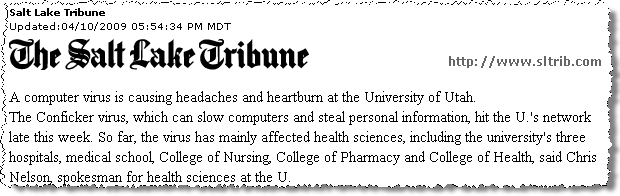 Salt Lake Tribune
Updated:04/10/2009 05:54:34 PM MDT
The Salt Lake Tribune http://www.sltrib.com
A computer virus is causing headaches and heartburn at the University of Utah.
The Conficker virus, which can slow computers and steal personal information, hit the U.'s network
late this week. So far, the virus has mainly affected health sciences, including the university's three
hospitals, medical school, College of Nursing, College of Pharmacy and College of Health, said Chris
Nelson, spokesman for health sciences at the U.